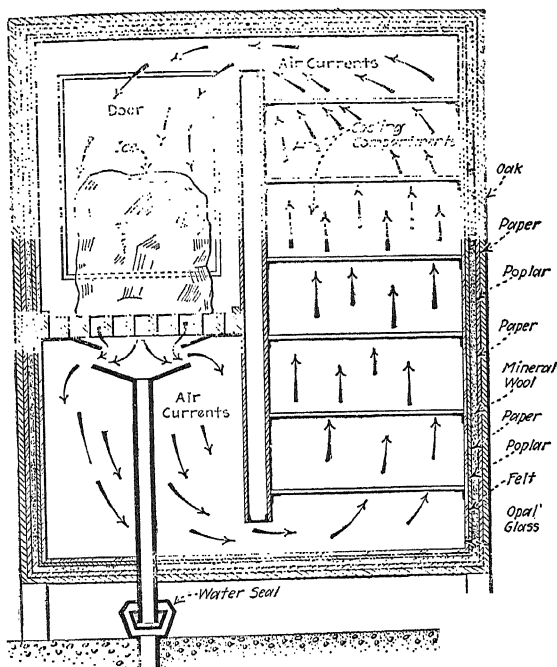 Air Currents
Door
Ice
Cooling
Compartments
Oak
Paper
Poplar
Paper
Mineral
Wool
Paper
Poplar
Felt
Opal
Glass
Air
Currents
Water Seal